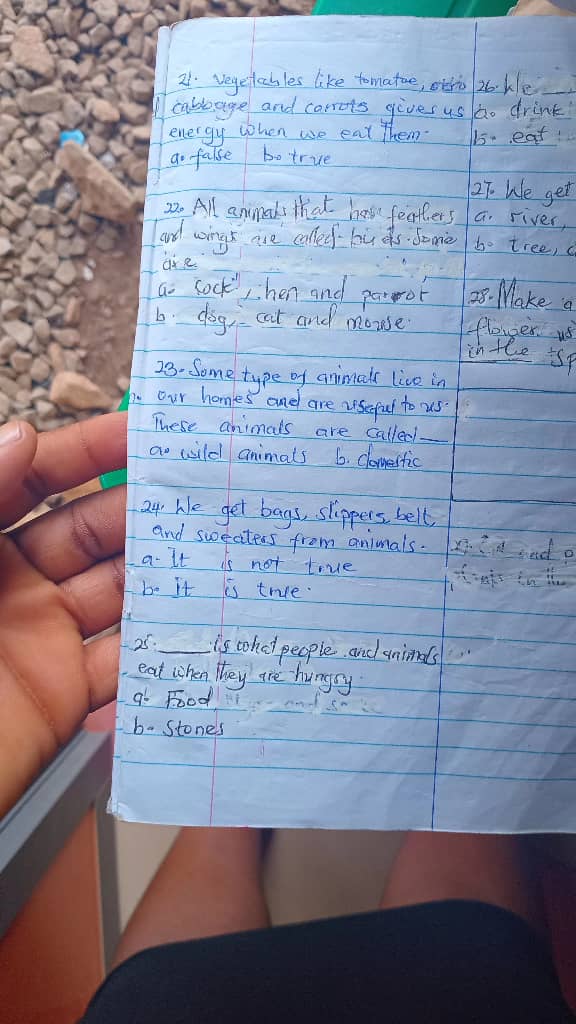 21. Vegetables like tomatoe,
cabbage and carrots gives us
energy when we eat them.
a. false b. true
22. All animals that have feathers
and wings are called birds. Some
are
a. Cock, hen and parrot
b. dog, cat and mouse.
23. Some type of animals live in
our homes and are useful to us.
These animals are called __
a. wild animals b. domestic
24. We get bags, slippers, belt,
and sweaters from animals.
a. It is not true
b. It is true.
25. ____ is what people and animals
eat when they are hungry.
a. Food
b. Stones
26. We __
a. drink
b. eat
27. We get
a. river,
b. tree,
28. Make a
flower us
in the sp